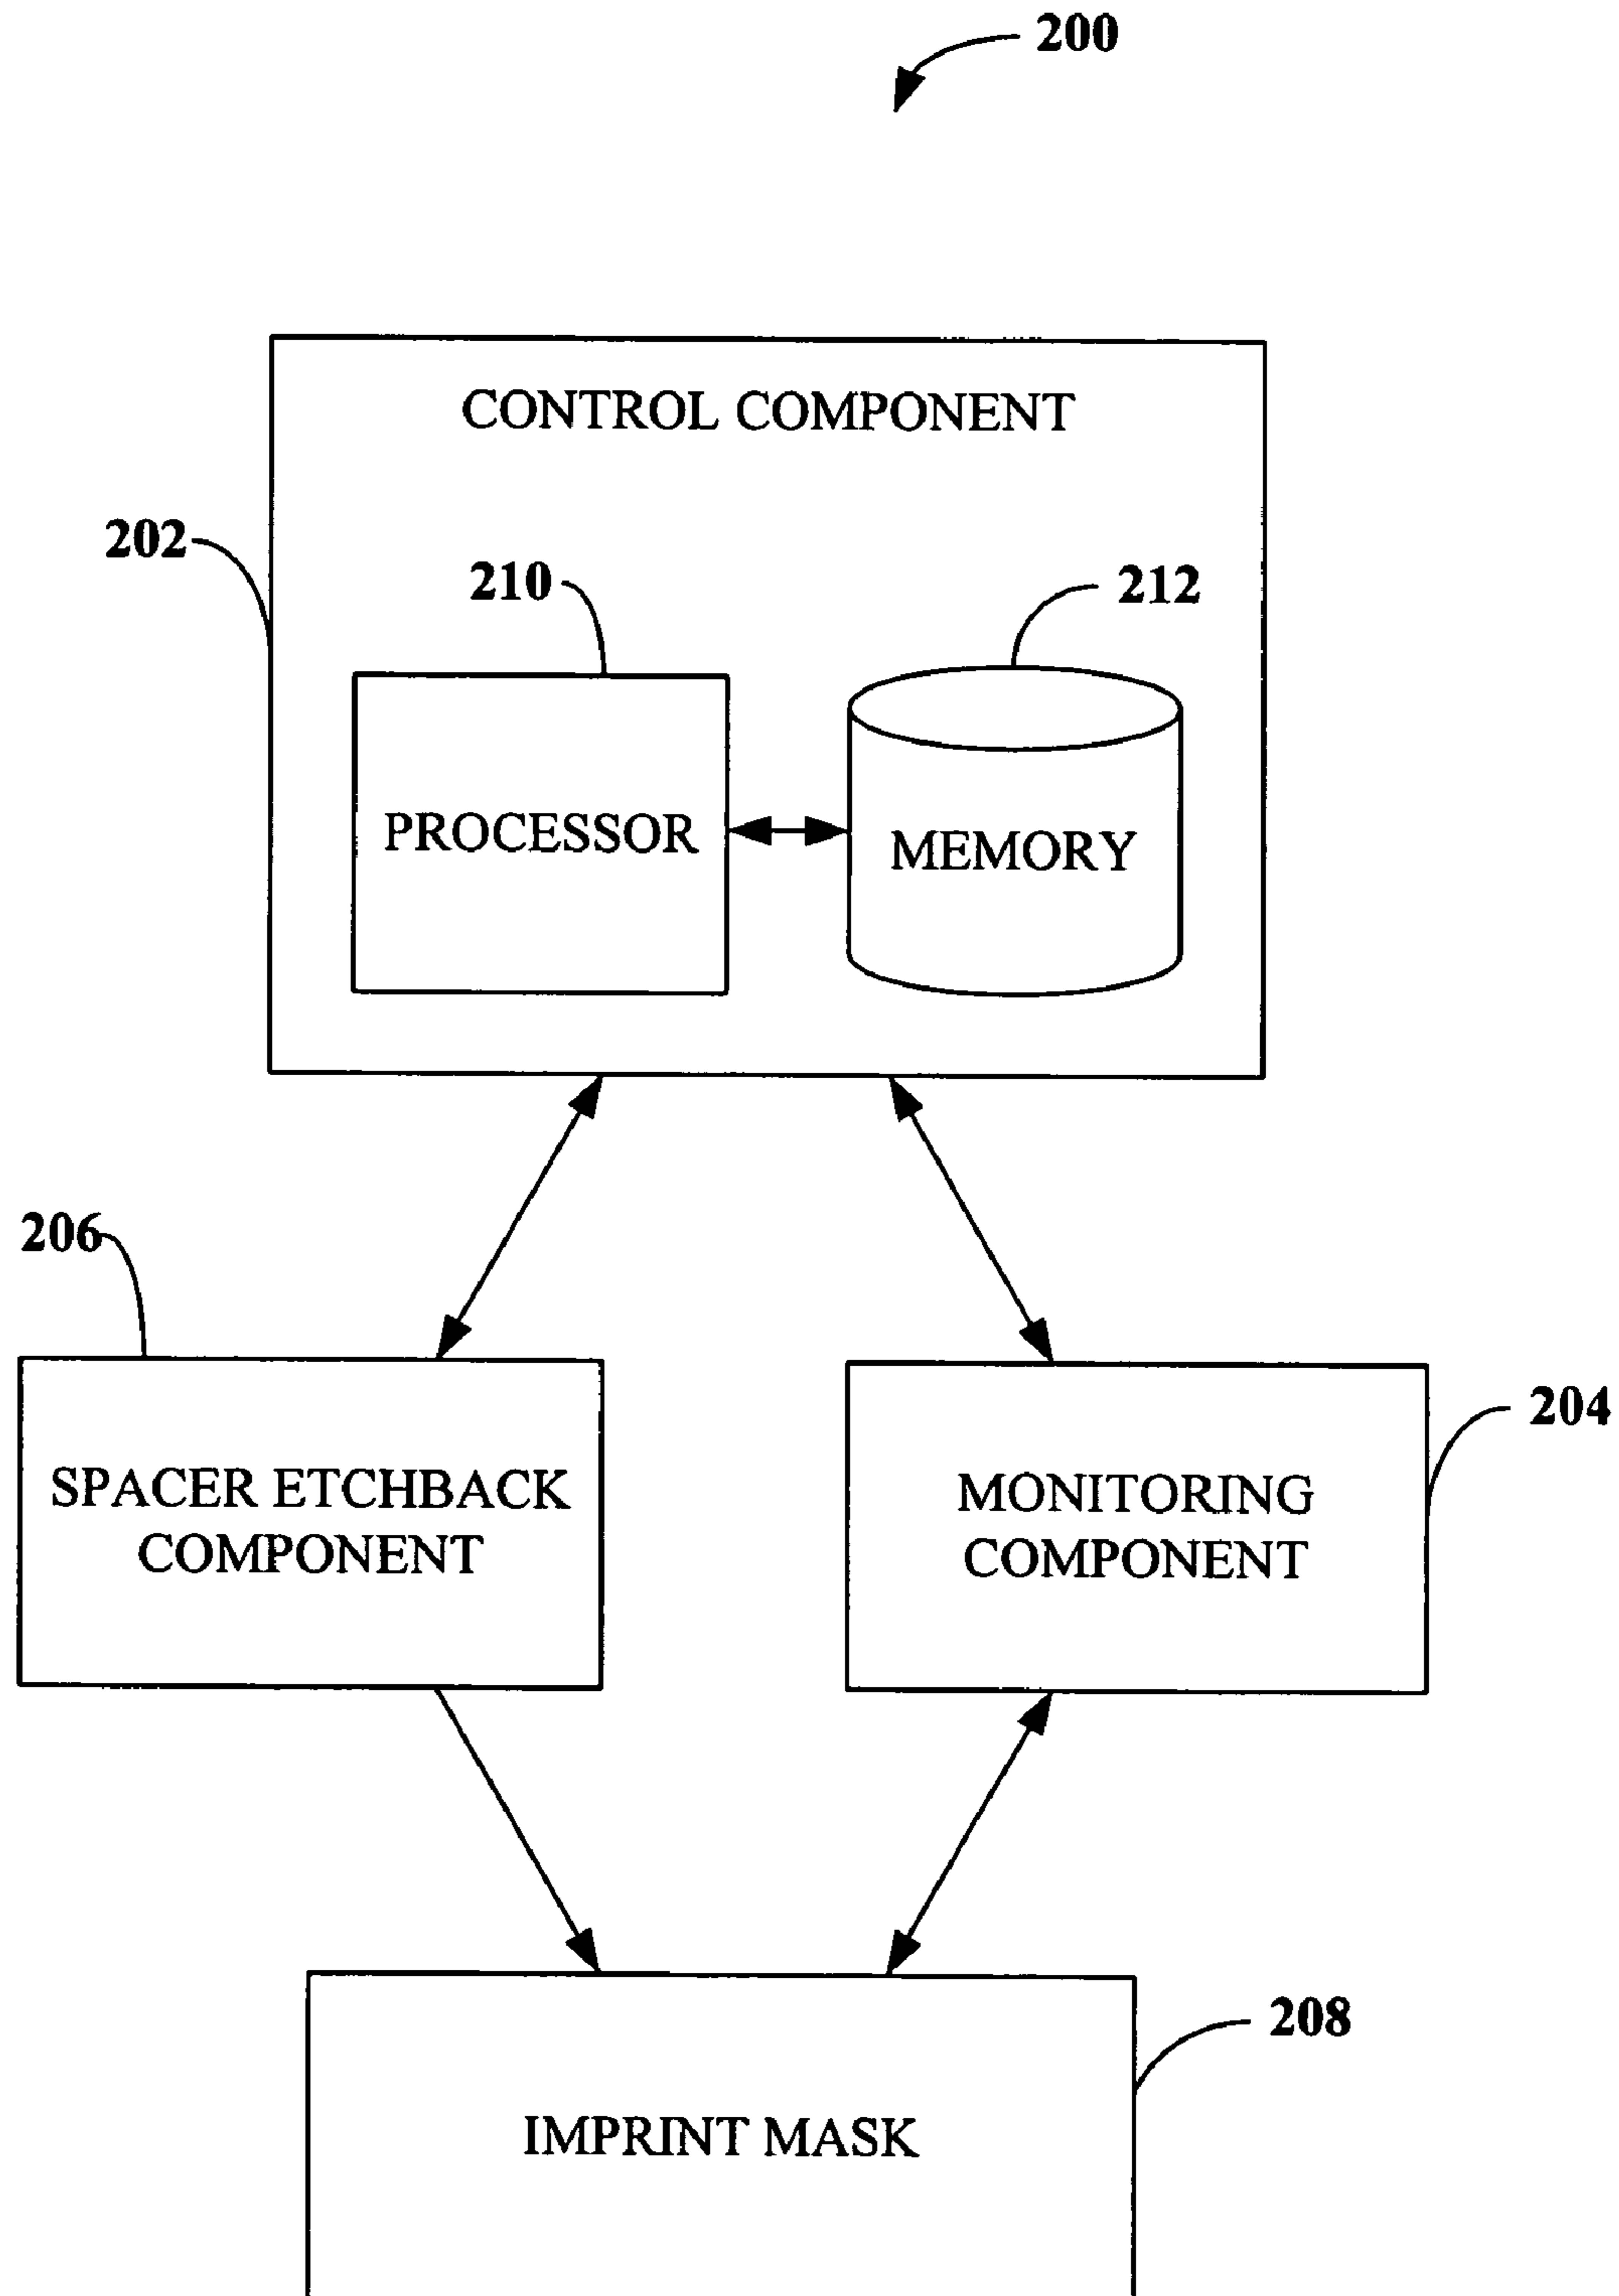 200
CONTROL COMPONENT
202
210
212
PROCESSOR
MEMORY
206
204
SPACER ETCHBACK
COMPONENT
MONITORING
COMPONENT
208
IMPRINT MASK